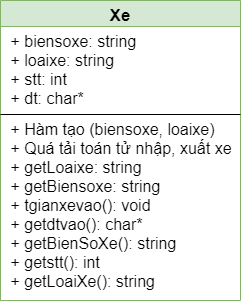 Xe
+ biensoxe: string
+ loaixe: string
+ stt: int
+ dt: char*
+ Hàm tạo (biensoxe, loaixe)
+ Quá tải toán tử nhập, xuất xe
+ getLoaixe: string
+ getBiensoxe: string
+ tgianxevao(): void
+ getdtvao(): char*
+ getBienSoXe(): string
+ getstt(): int
+ getLoaiXe(): string